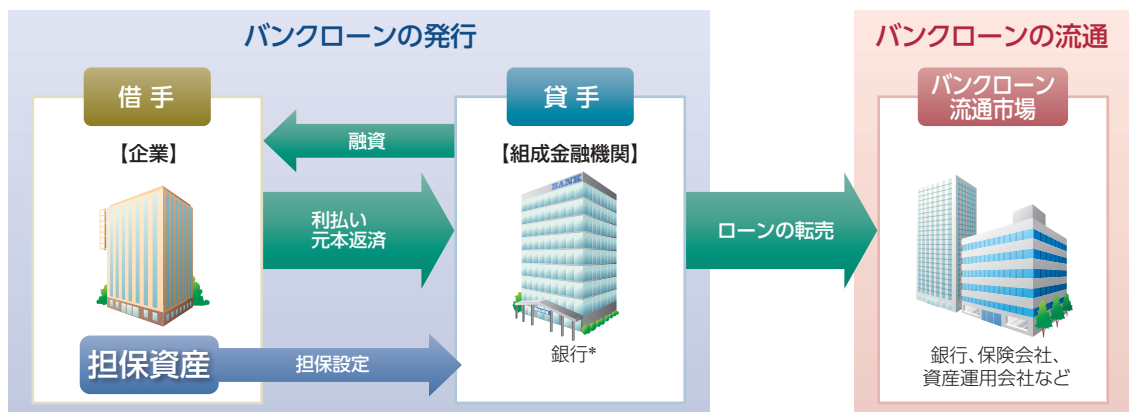 バンクローンの発行
借手
【企業】
融資
利払い
元本返済
担保資産
担保設定
貸手
【組成金融機関】
BANK
銀行*
ローンの転売
バンクローンの流通
バンクローン
流通市場
銀行、保険会社、
資産運用会社など